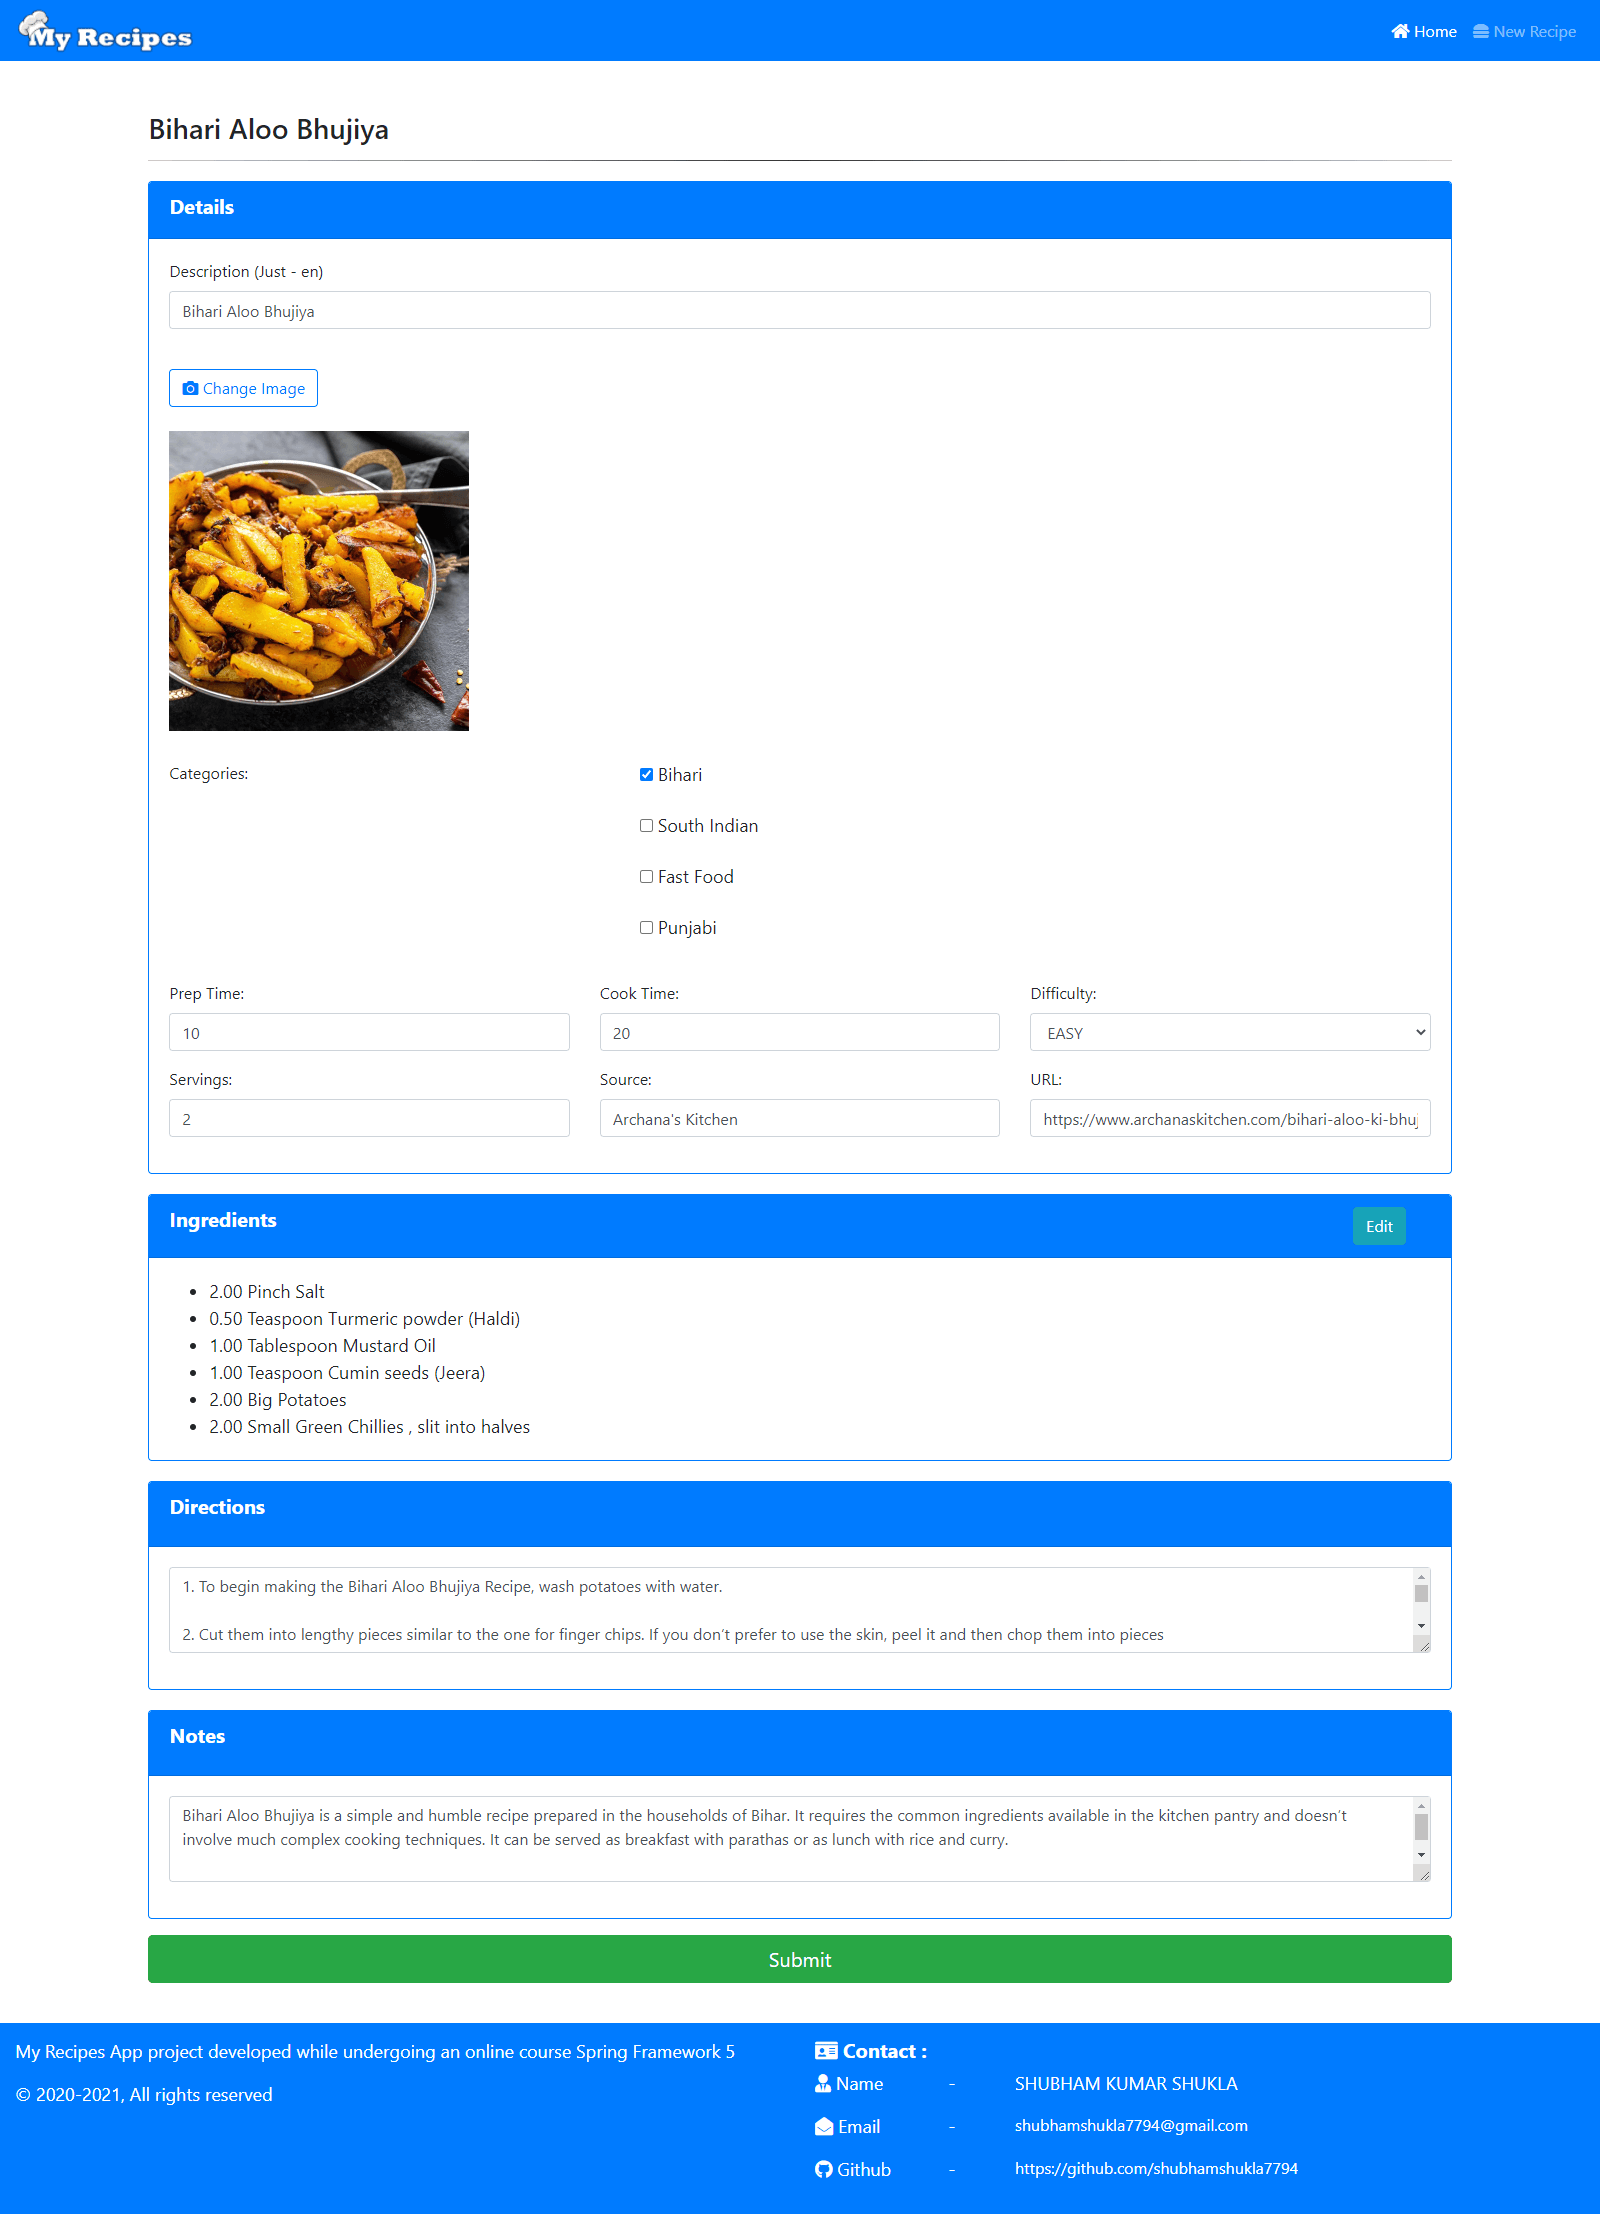 My Recipes
Home New Recipe
Bihari Aloo Bhujiya
Details
Description (Just - en)
Bihari Aloo Bhujiya
Change Image
Categories:
Bihari
South Indian
Fast Food
Punjabi
Prep Time: Cook Time: Difficulty:
10 20 EASY
Servings: Source: URL:
2 Archana's Kitchen https://www.archanaskitchen.com/bihari-aloo-ki-bhuj
Ingredients Edit
2.00 Pinch Salt
0.50 Teaspoon Turmeric powder (Haldi)
1.00 Tablespoon Mustard Oil
1.00 Teaspoon Cumin seeds (Jeera)
2.00 Big Potatoes
2.00 Small Green Chillies , slit into halves
Directions
1. To begin making the Bihari Aloo Bhujiya Recipe, wash potatoes with water.
2. Cut them into lengthy pieces similar to the one for finger chips. If you don’t prefer to use the skin, peel it and then chop them into pieces
Notes
Bihari Aloo Bhujiya is a simple and humble recipe prepared in the households of Bihar. It requires the common ingredients available in the kitchen pantry and doesn’t
involve much complex cooking techniques. It can be served as breakfast with parathas or as lunch with rice and curry.
Submit
My Recipes App project developed while undergoing an online course Spring Framework 5
© 2020-2021, All rights reserved
Contact :
Name - SHUBHAM KUMAR SHUKLA
Email - shubhamshukla7794@gmail.com
Github - https://github.com/shubhamshukla7794